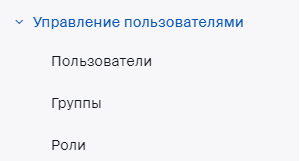 Управление пользователями
Пользователи
Группы
Роли